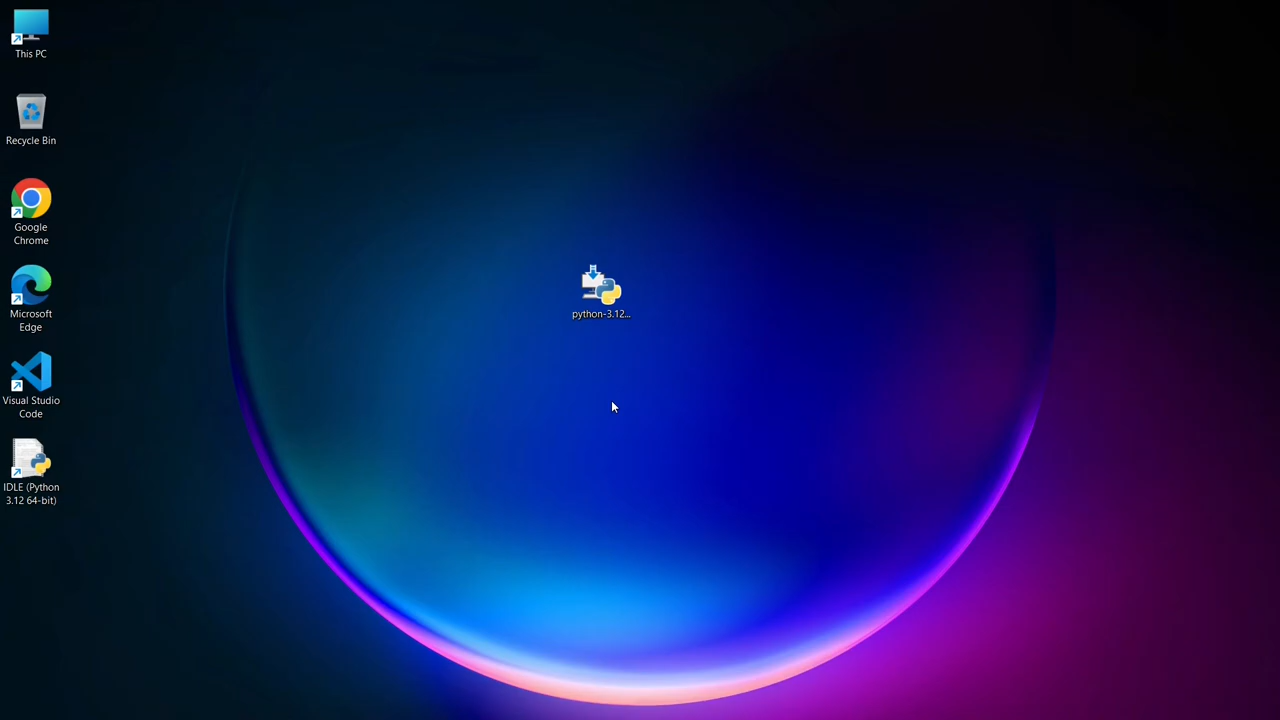 This PC
Recycle Bin
Google
Chrome
Microsoft
Edge
Visual Studio
Code
IDLE (Python
3.12 64-bit)
python-3.12...